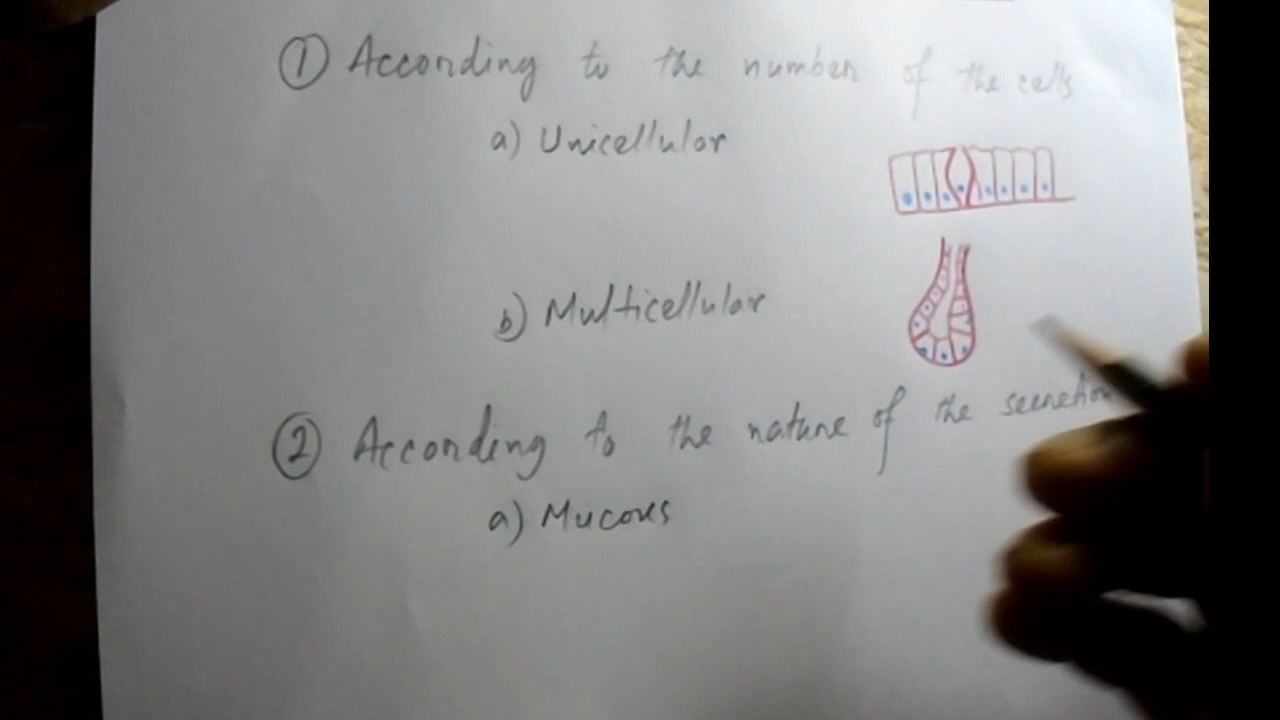 ① According to the number of the cells
a) Unicellular
b) Multicellular
② According to the nature of the secretion
a) Mucous